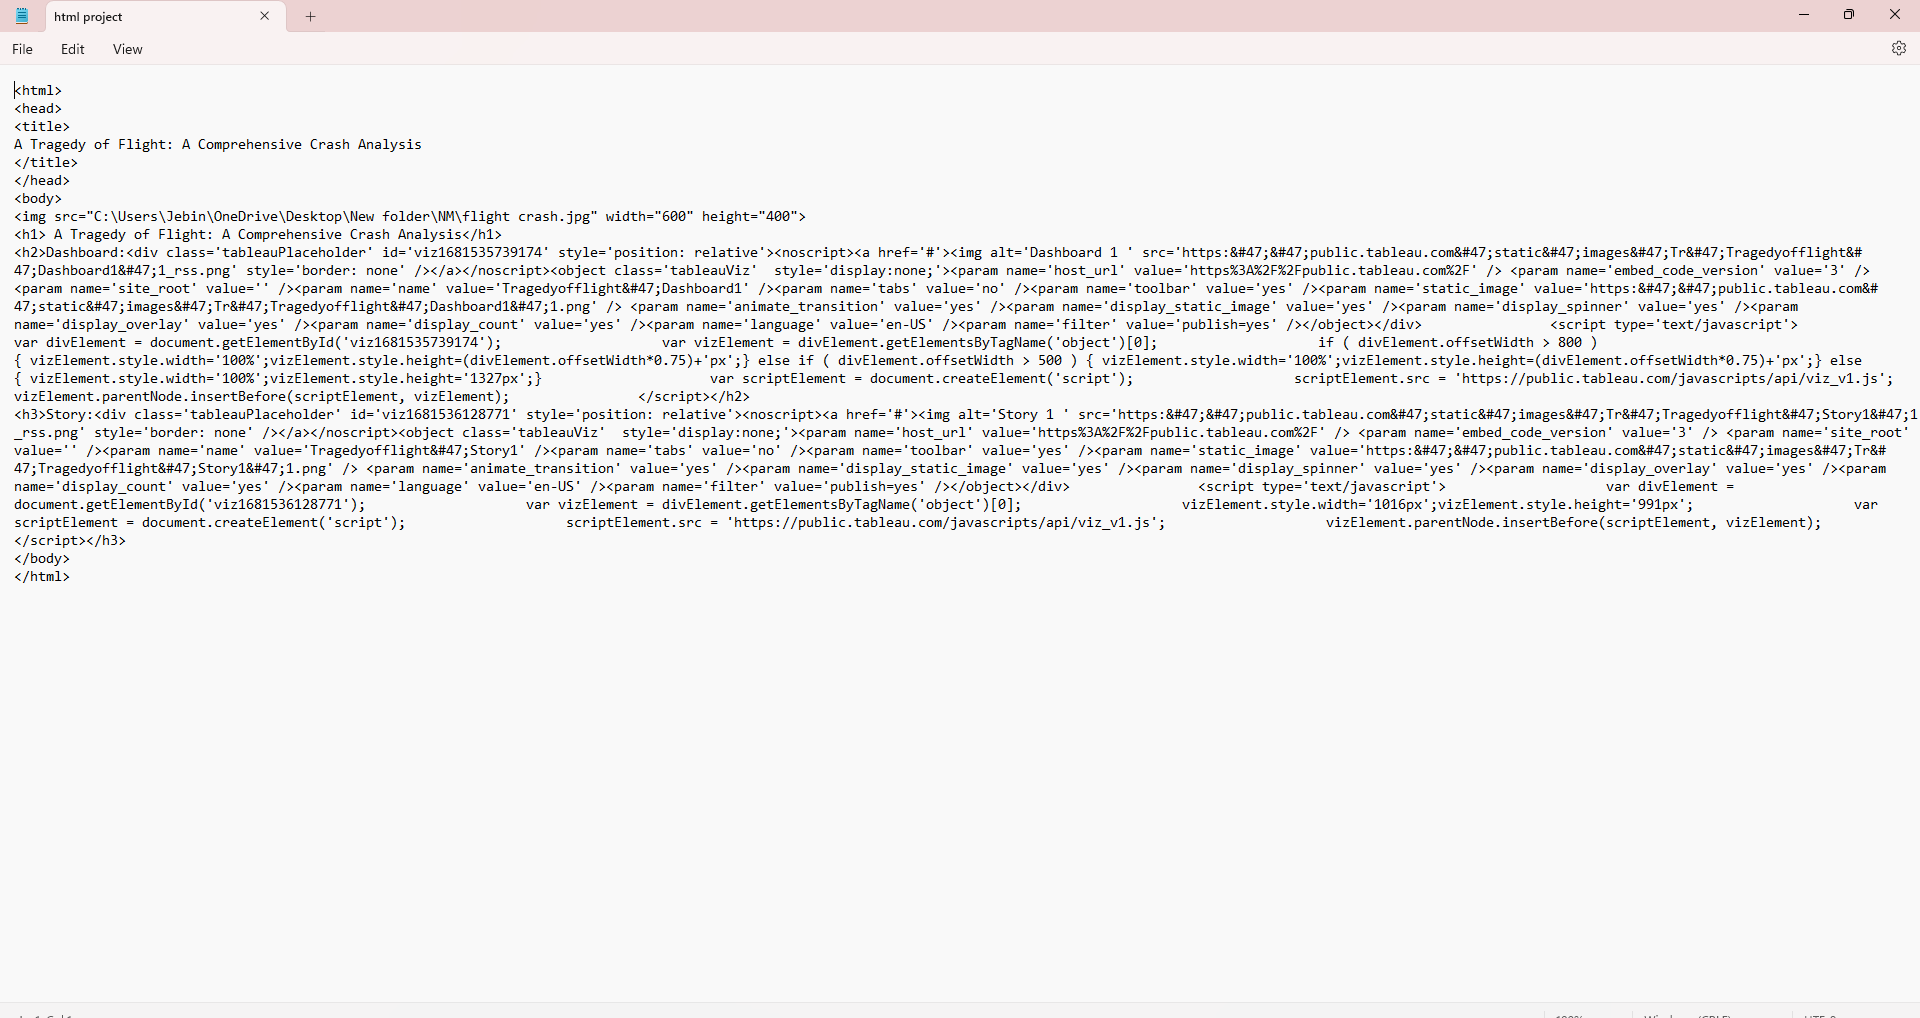 html project
File
Edit
View
<html>
<head>
<title>
A Tragedy of Flight: A Comprehensive Crash Analysis
</title>
</head>
<body>
<img src="C:\Users\Jebin\OneDrive\Desktop\New folder\NM\flight crash.jpg" width="600" height="400">
<h1> A Tragedy of Flight: A Comprehensive Crash Analysis</h1>
<h2>Dashboard:<div class='tableauPlaceholder' id='viz1681535739174' style='position: relative'><noscript><a href='#'><img alt='Dashboard 1 ' src='https:&#47;&#47;public.tableau.com&#47;static&#47;images&#47;Tr&#47;Tragedyofflight&#
47;Dashboard1&#47;1_rss.png' style='border: none' /></a></noscript><object class='tableauViz'  style='display:none;'><param name='host_url' value='https%3A%2F%2Fpublic.tableau.com%2F' /> <param name='embed_code_version' value='3' />
<param name='site_root' value='' /><param name='name' value='Tragedyofflight&#47;Dashboard1' /><param name='tabs' value='no' /><param name='toolbar' value='yes' /><param name='static_image' value='https:&#47;&#47;public.tableau.com&#
47;static&#47;images&#47;Tr&#47;Tragedyofflight&#47;Dashboard1&#47;1.png' /> <param name='animate_transition' value='yes' /><param name='display_static_image' value='yes' /><param name='display_spinner' value='yes' /><param
name='display_overlay' value='yes' /><param name='display_count' value='yes' /><param name='language' value='en-US' /><param name='filter' value='publish=yes' /></object></div>                <script type='text/javascript'>
var divElement = document.getElementById('viz1681535739174');                    var vizElement = divElement.getElementsByTagName('object')[0];                    if ( divElement.offsetWidth > 800 )
{ vizElement.style.width='100%';vizElement.style.height=(divElement.offsetWidth*0.75)+'px';} else if ( divElement.offsetWidth > 500 ) { vizElement.style.width='100%';vizElement.style.height=(divElement.offsetWidth*0.75)+'px';} else
{ vizElement.style.width='100%';vizElement.style.height='1327px';}                     var scriptElement = document.createElement('script');                    scriptElement.src = 'https://public.tableau.com/javascripts/api/viz_v1.js';
vizElement.parentNode.insertBefore(scriptElement, vizElement);                </script></h2>
<h3>Story:<div class='tableauPlaceholder' id='viz1681536128771' style='position: relative'><noscript><a href='#'><img alt='Story 1 ' src='https:&#47;&#47;public.tableau.com&#47;static&#47;images&#47;Tr&#47;Tragedyofflight&#47;Story1&#47;1
_rss.png' style='border: none' /></a></noscript><object class='tableauViz'  style='display:none;'><param name='host_url' value='https%3A%2F%2Fpublic.tableau.com%2F' /> <param name='embed_code_version' value='3' /> <param name='site_root'
value='' /><param name='name' value='Tragedyofflight&#47;Story1' /><param name='tabs' value='no' /><param name='toolbar' value='yes' /><param name='static_image' value='https:&#47;&#47;public.tableau.com&#47;static&#47;images&#47;Tr&#
47;Tragedyofflight&#47;Story1&#47;1.png' /> <param name='animate_transition' value='yes' /><param name='display_static_image' value='yes' /><param name='display_spinner' value='yes' /><param name='display_overlay' value='yes' /><param
name='display_count' value='yes' /><param name='language' value='en-US' /><param name='filter' value='publish=yes' /></object></div>                <script type='text/javascript'>                    var divElement =
document.getElementById('viz1681536128771');                    var vizElement = divElement.getElementsByTagName('object')[0];                    vizElement.style.width='1016px';vizElement.style.height='991px';                    var
scriptElement = document.createElement('script');                    scriptElement.src = 'https://public.tableau.com/javascripts/api/viz_v1.js';                    vizElement.parentNode.insertBefore(scriptElement, vizElement);
</script></h3>
</body>
</html>